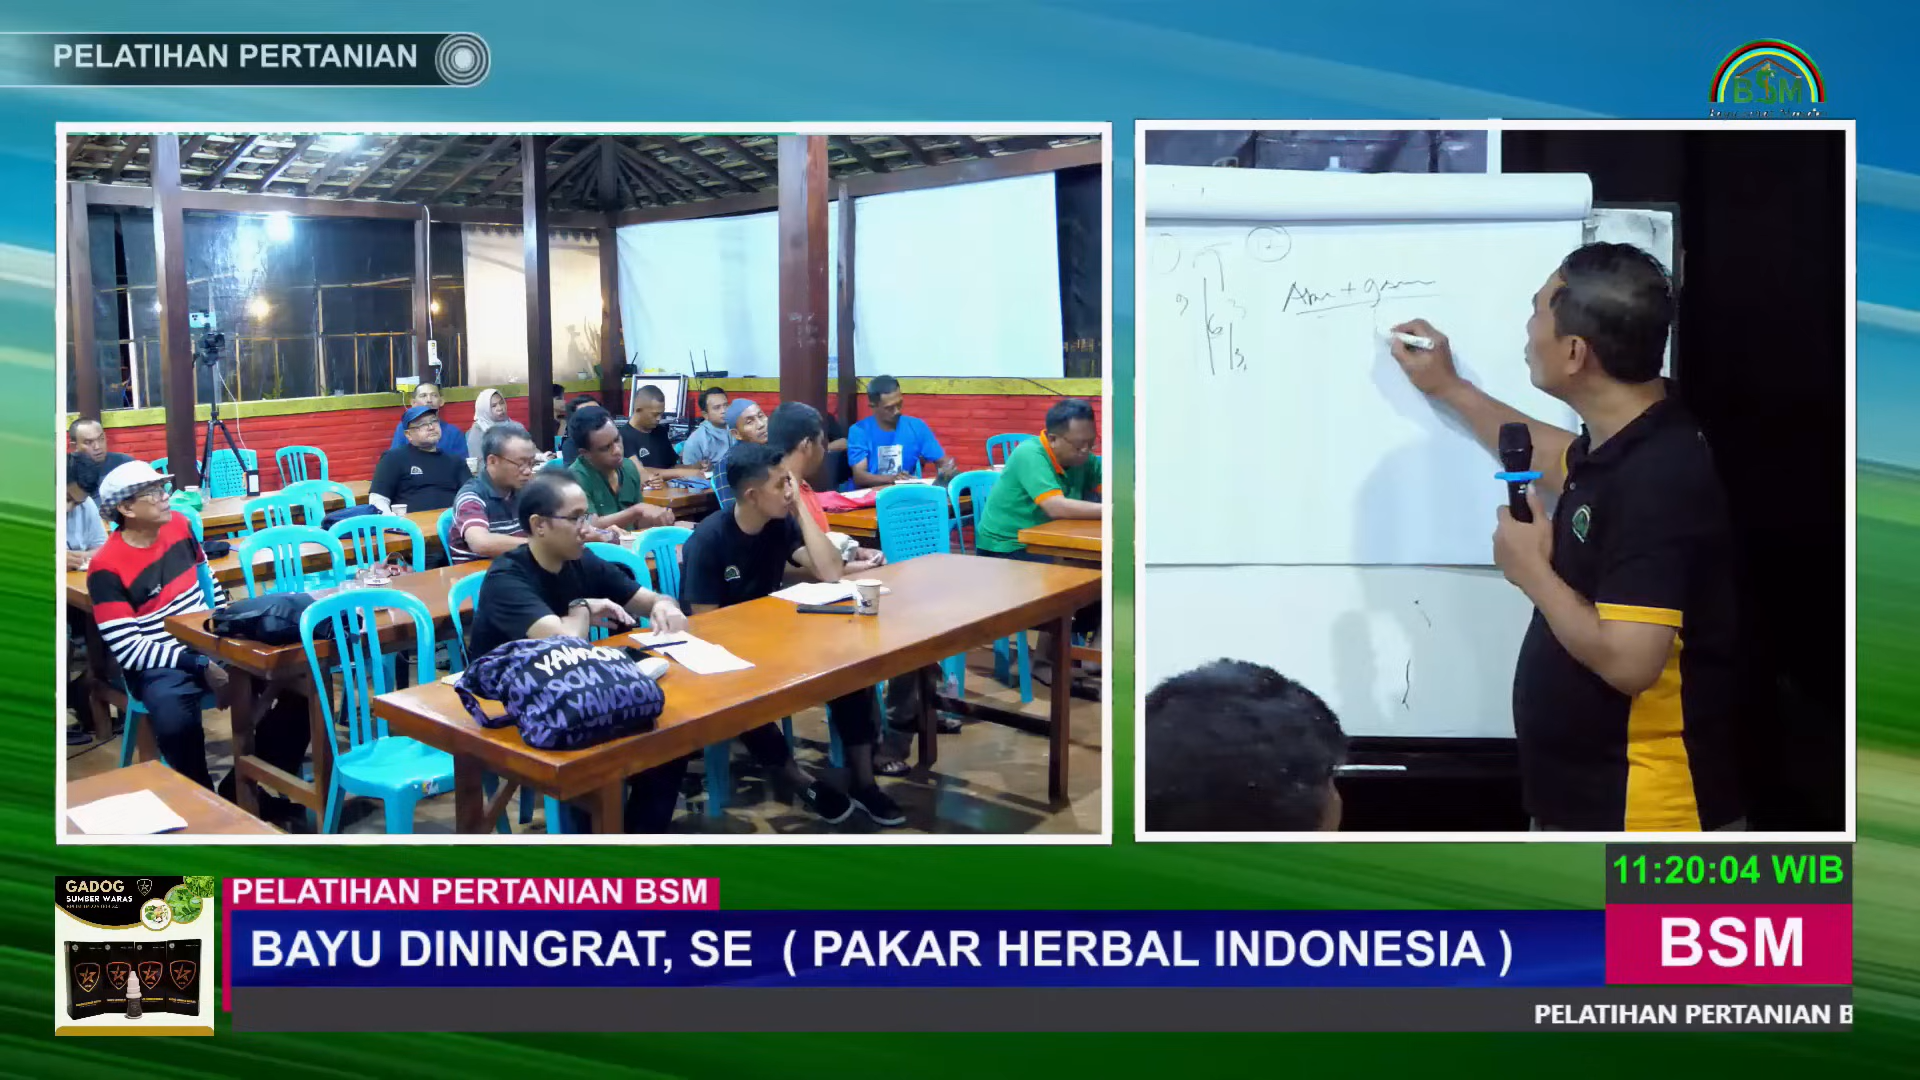 PELATIHAN PERTANIAN
BSM
YAWROU
GADOG
SUMBER WARAS
PELATIHAN PERTANIAN BSM
BAYU DININGRAT, SE ( PAKAR HERBAL INDONESIA )
11:20:04 WIB
BSM
PELATIHAN PERTANIAN B